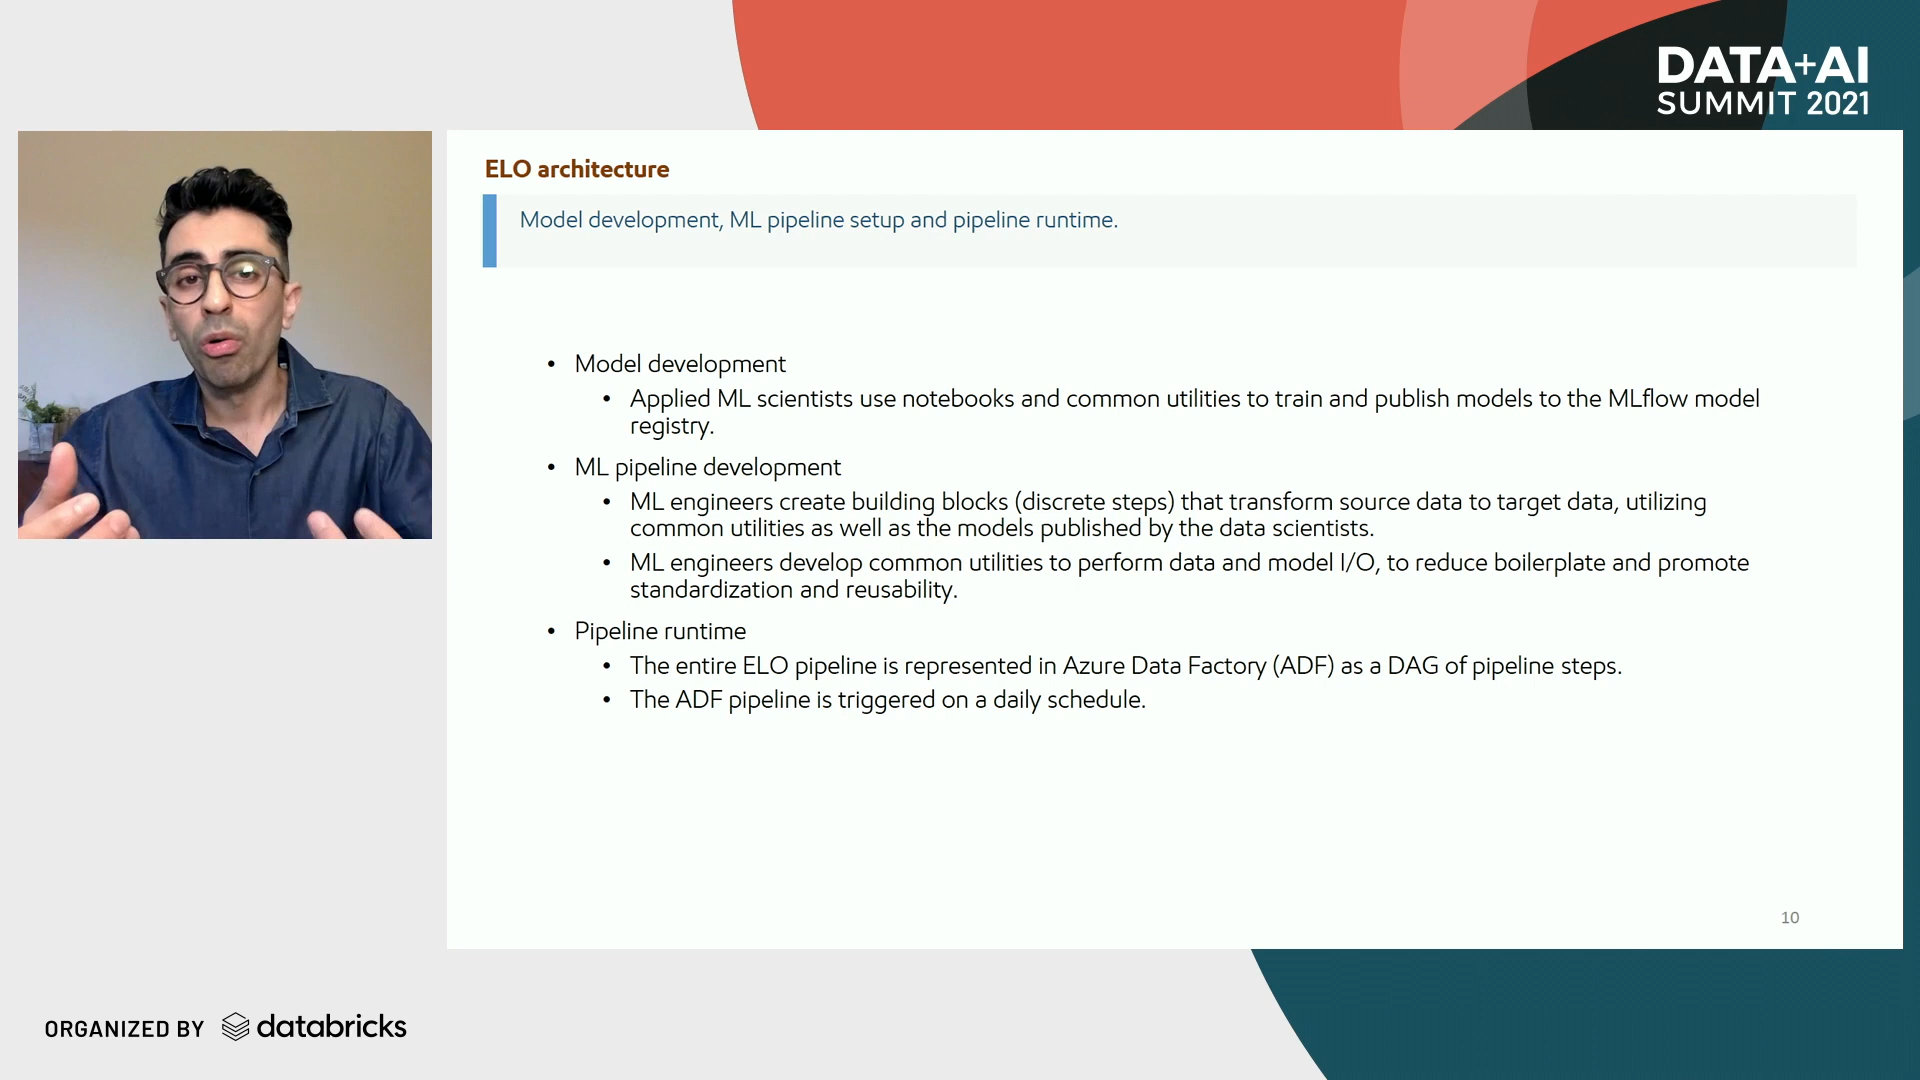 DATA+AI
SUMMIT 2021
ELO architecture
Model development, ML pipeline setup and pipeline runtime.
• Model development
• Applied ML scientists use notebooks and common utilities to train and publish models to the MLflow model
registry.
• ML pipeline development
• ML engineers create building blocks (discrete steps) that transform source data to target data, utilizing
common utilities as well as the models published by the data scientists.
• ML engineers develop common utilities to perform data and model I/O, to reduce boilerplate and promote
standardization and reusability.
• Pipeline runtime
• The entire ELO pipeline is represented in Azure Data Factory (ADF) as a DAG of pipeline steps.
• The ADF pipeline is triggered on a daily schedule.
10
ORGANIZED BY databricks